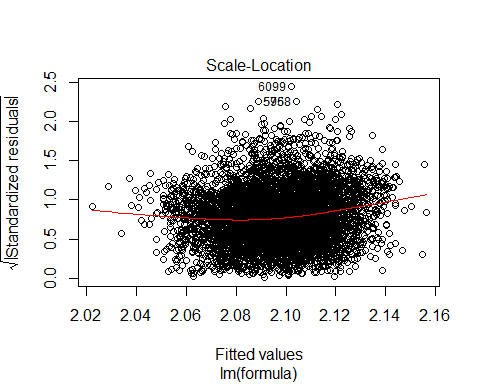 Scale-Location
2.5
2.0
1.5
1.0
0.5
0.0
√|Standardized residuals|
6099
5968
2.02 2.04 2.06 2.08 2.10 2.12 2.14 2.16
Fitted values
lm(formula)